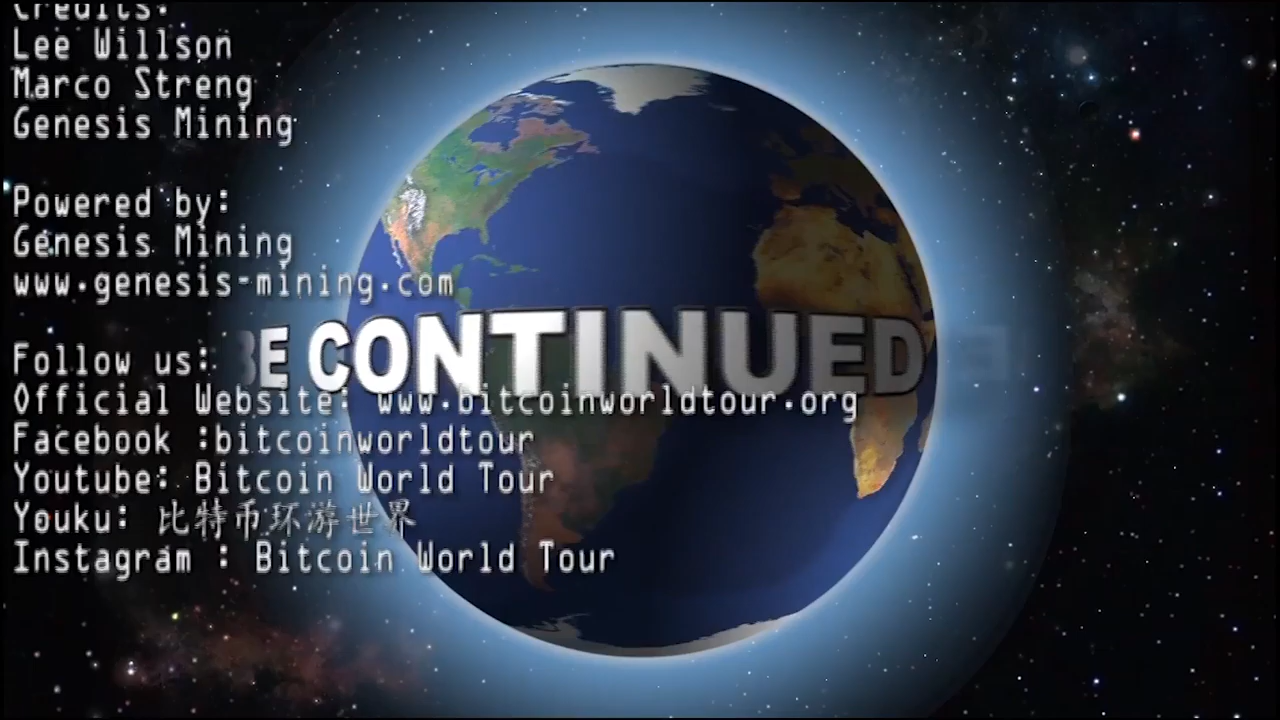 Credits:
Lee Willson
Marco Streng
Genesis Mining
Powered by:
Genesis Mining
www.genesis-mining.com
BE CONTINUED
Follow us:
Official Website: www.bitcoinworldtour.org
Facebook :bitcoinworldtour
Youtube: Bitcoin World Tour
Youku: 比特币环游世界
Instagram : Bitcoin World Tour